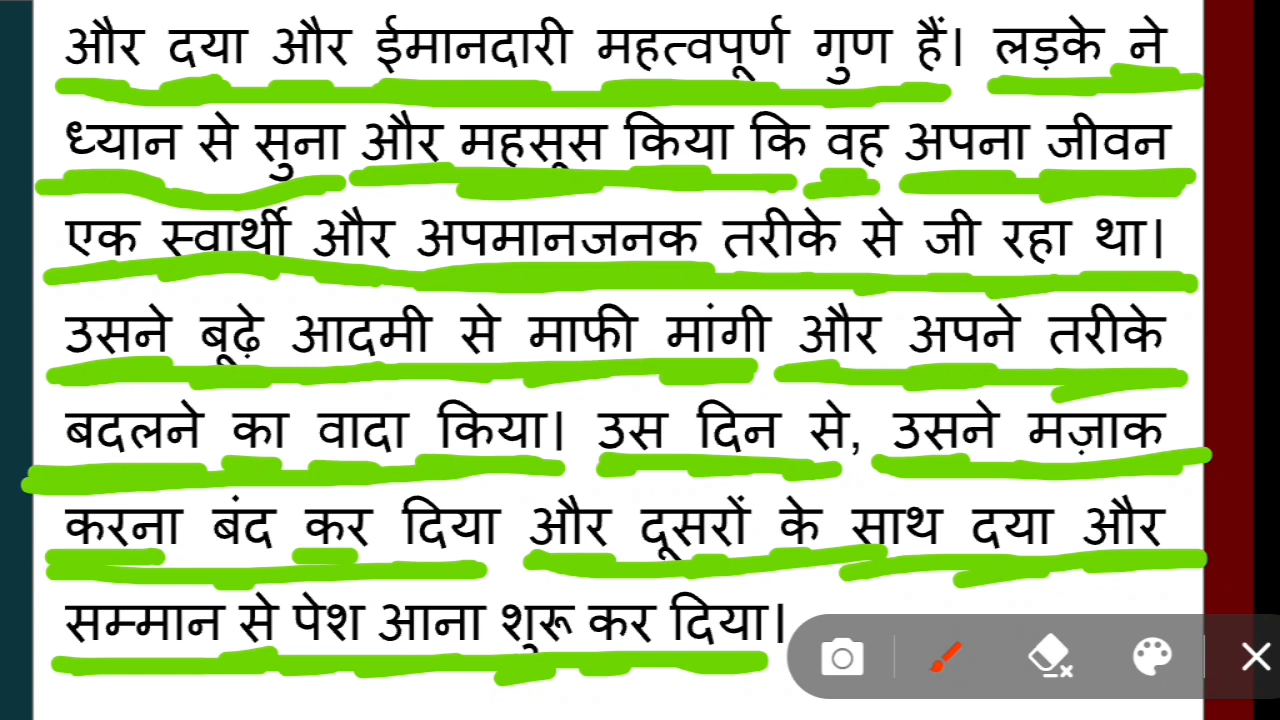 और दया और ईमानदारी महत्वपूर्ण गुण हैं। लड़के ने
ध्यान से सुना और महसूस किया कि वह अपना जीवन
एक स्वार्थी और अपमानजनक तरीके से जी रहा था।
उसने बूढ़े आदमी से माफी मांगी और अपने तरीके
बदलने का वादा किया। उस दिन से, उसने मज़ाक
करना बंद कर दिया और दूसरों के साथ दया और
सम्मान से पेश आना शुरू कर दिया।